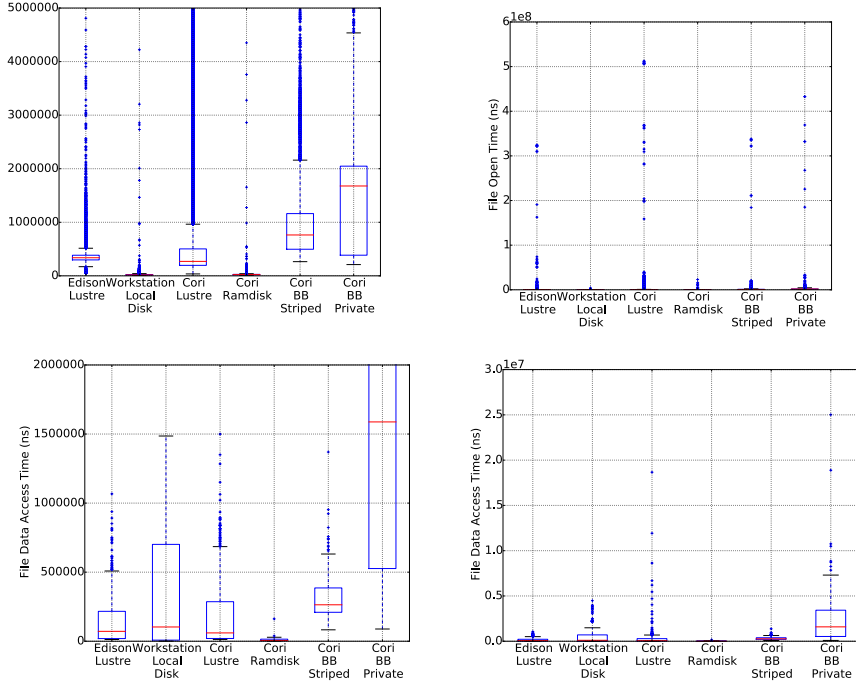 5000000
4000000
3000000
2000000
1000000
0
Edison Workstation Cori Cori Cori Cori
Lustre Local Lustre Ramdisk BB BB
Disk Striped Private
1e8
6
5
4
3
2
1
0
File Open Time (ns)
Edison Workstation Cori Cori Cori Cori
Lustre Local Lustre Ramdisk BB BB
Disk Striped Private
2000000
1500000
1000000
500000
0
File Data Access Time (ns)
Edison Workstation Cori Cori Cori Cori
Lustre Local Lustre Ramdisk BB BB
Disk Striped Private
1e7
3.0
2.5
2.0
1.5
1.0
0.5
0.0
File Data Access Time (ns)
Edison Workstation Cori Cori Cori Cori
Lustre Local Lustre Ramdisk BB BB
Disk Striped Private